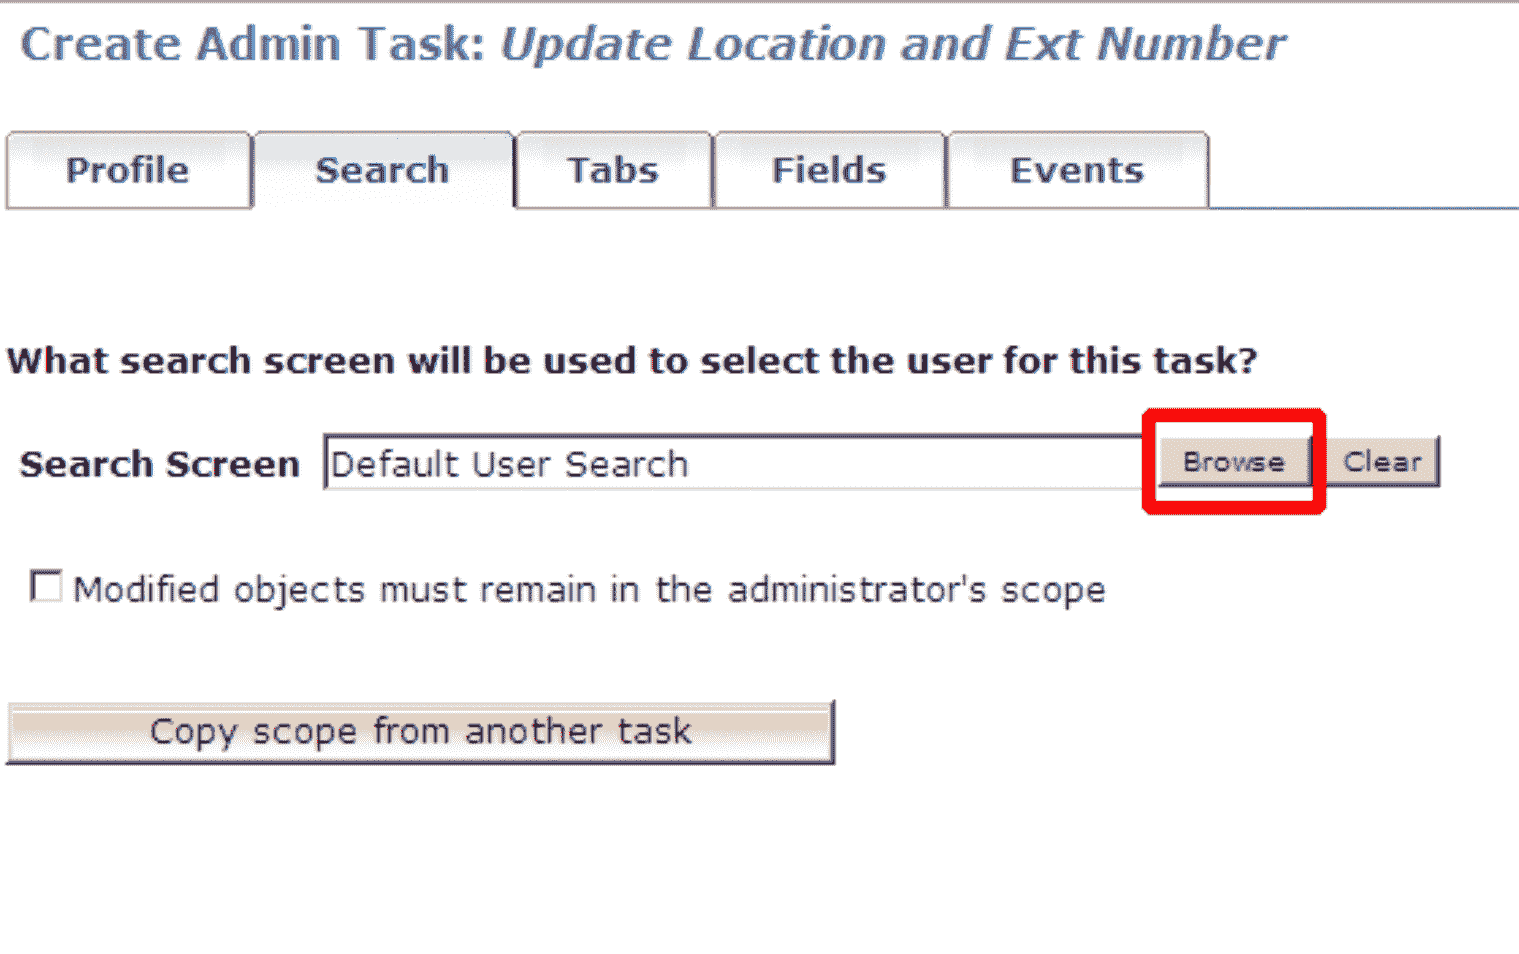 Create Admin Task: Update Location and Ext Number
Profile Search Tabs Fields Events
What search screen will be used to select the user for this task?
Search Screen Default User Search Browse Clear
Modified objects must remain in the administrator's scope
Copy scope from another task